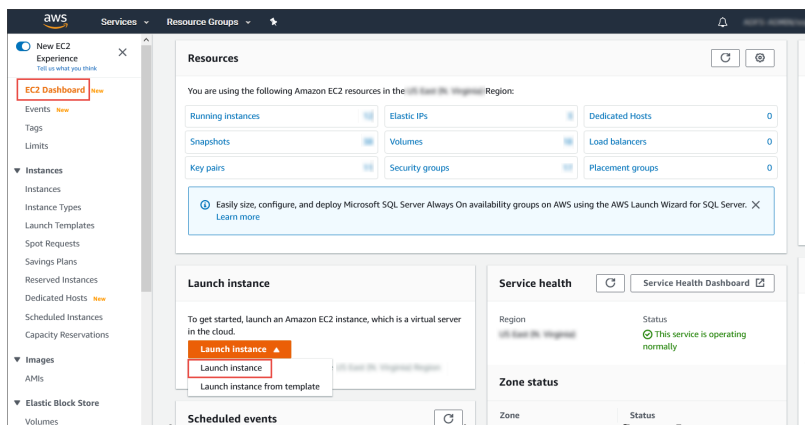 aws
Services
Resource Groups
New EC2
Experience
Tell us what you think
EC2 Dashboard New
Events New
Tags
Limits
Instances
Instances
Instance Types
Launch Templates
Spot Requests
Savings Plans
Reserved Instances
Dedicated Hosts New
Scheduled Instances
Capacity Reservations
Images
AMIs
Elastic Block Store
Volumes
Resources
You are using the following Amazon EC2 resources in the Region:
Running instances
Elastic IPs
Dedicated Hosts 0
Snapshots
Volumes
Load balancers 0
Key pairs
Security groups
Placement groups 0
Easily size, configure, and deploy Microsoft SQL Server Always On availability groups on AWS using the AWS Launch Wizard for SQL Server.
Learn more
Launch instance
To get started, launch an Amazon EC2 instance, which is a virtual server
in the cloud.
Launch instance
Launch instance
Launch instance from template
Scheduled events
Service health
Service Health Dashboard
Region
Status
This service is operating
normally
Zone status
Zone
Status